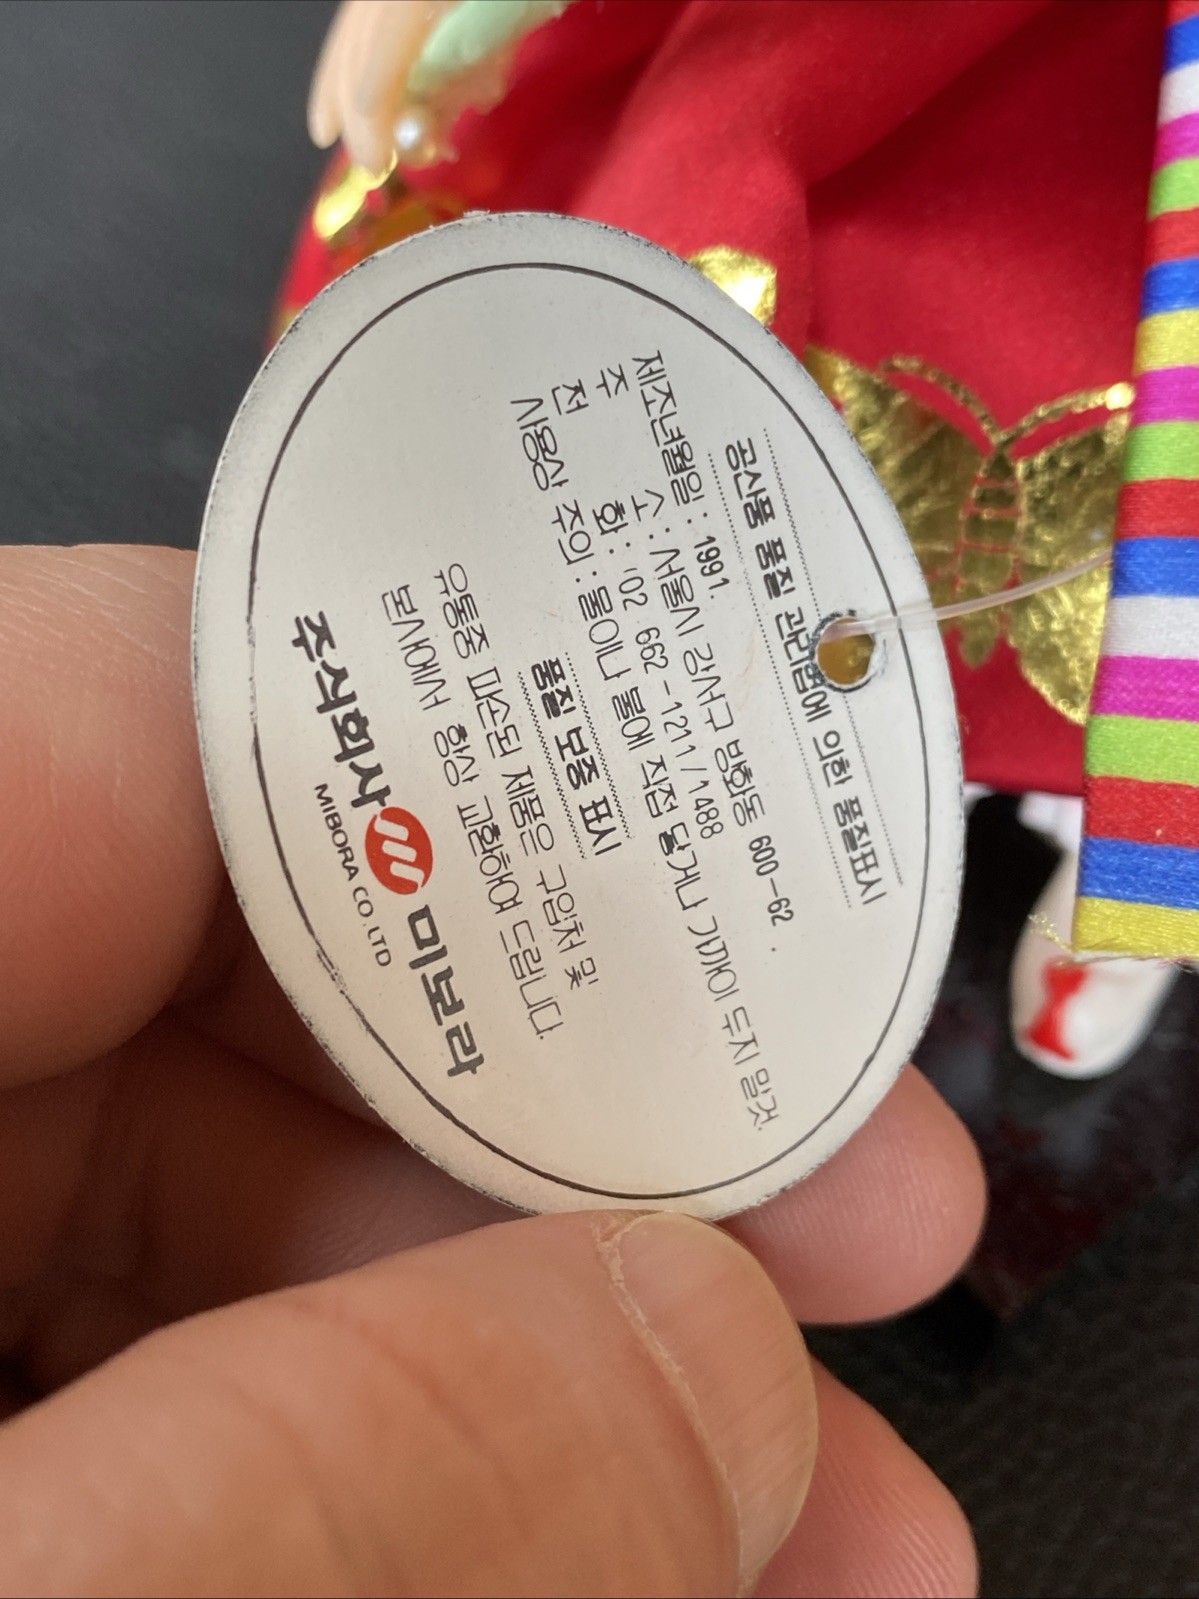 공산품 품질 관리법에 의한 품질표시
제조년월일 : 1991.
주 소 : 서울시 강서구 방화동 600-62.
전 화 : '02 662-1211/1488
사용상 주의 : 물이나 불에 직접 닿거나 가까이 두지 말것.
품질 보증 표시
유통중 파손된 제품은 구입처 및
본사에서 항상 교환하여 드립니다.
주식회사 미보라
MIBORA CO.,LTD